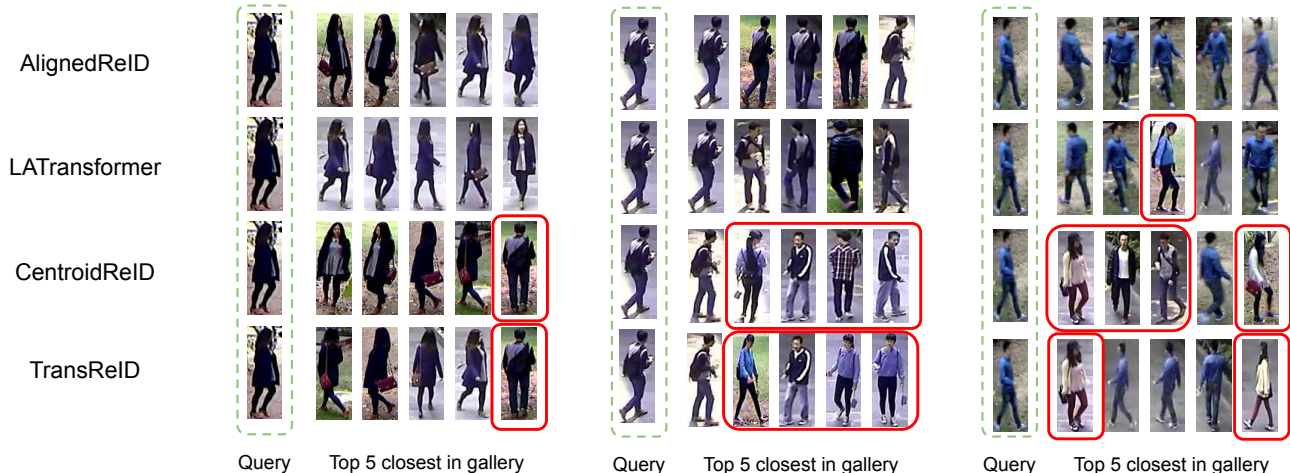 AlignedReID
LATransformer
CentroidReID
TransReID
Query Top 5 closest in gallery Query Top 5 closest in gallery Query Top 5 closest in gallery